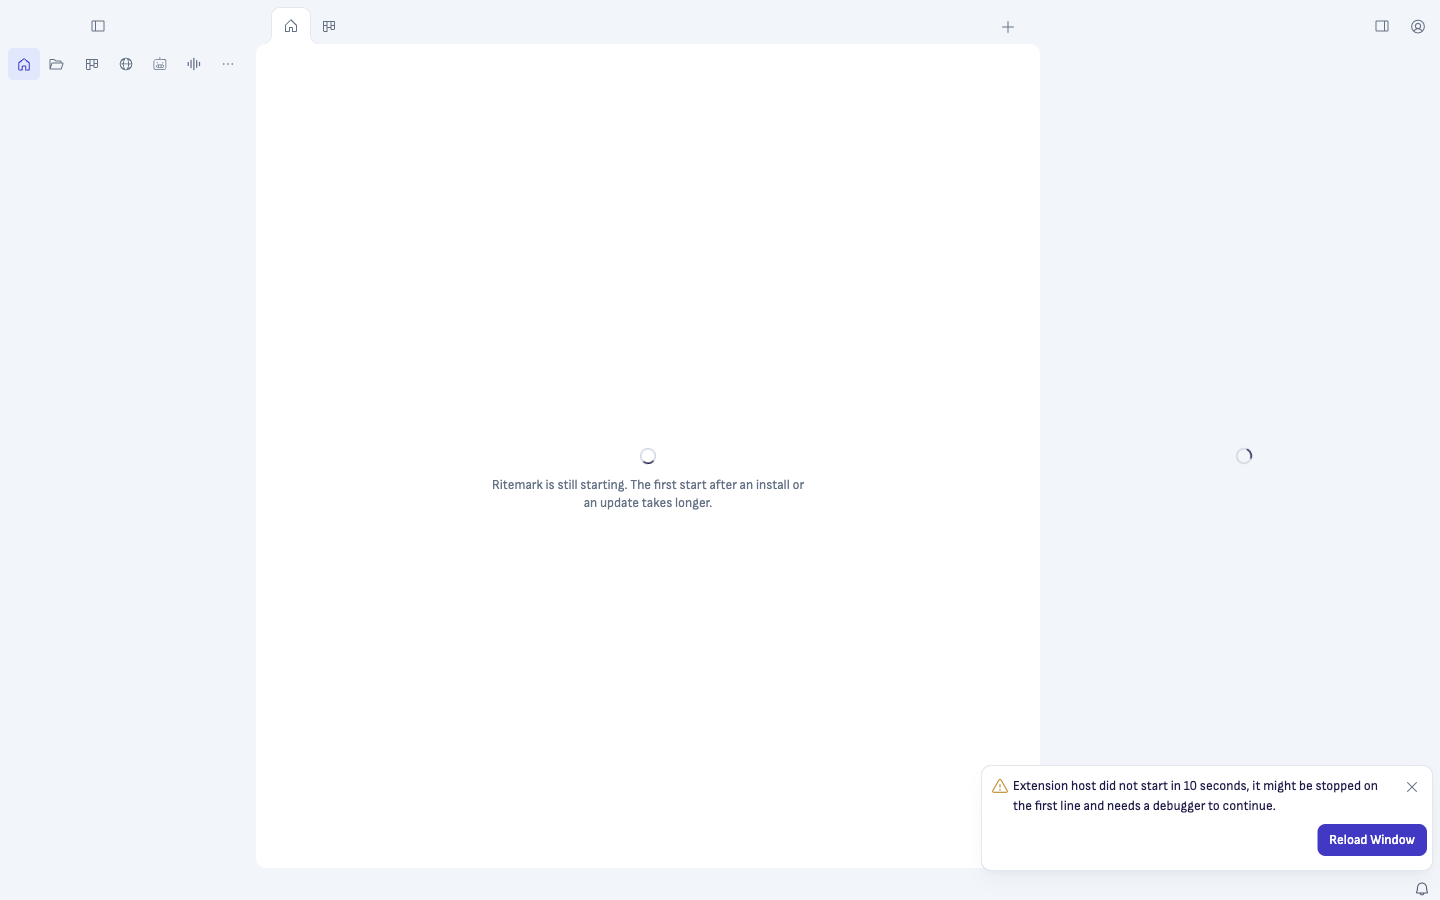 Ritemark is still starting. The first start after an install or
an update takes longer.
Extension host did not start in 10 seconds, it might be stopped on
the first line and needs a debugger to continue.
Reload Window